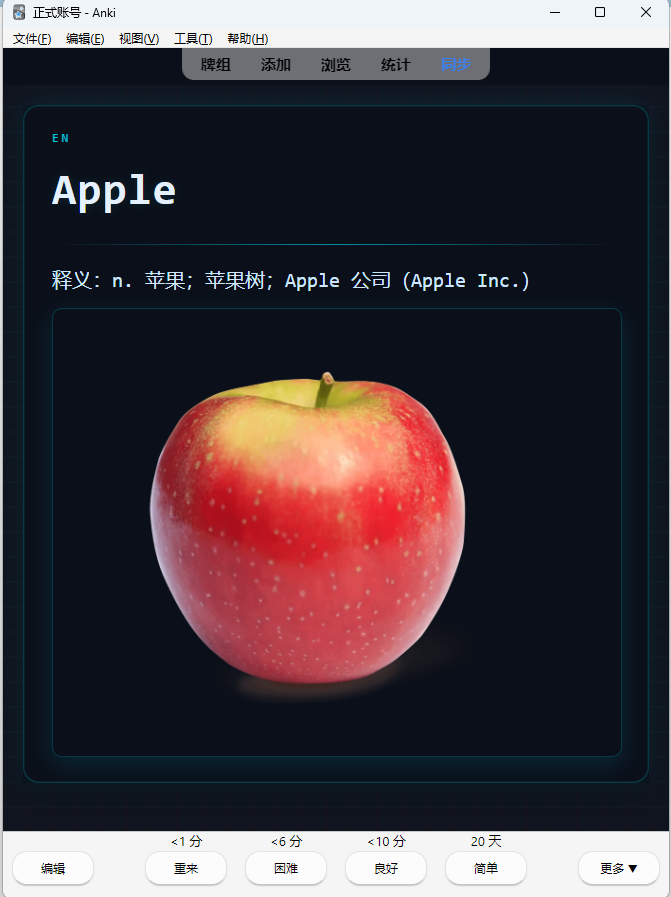 正式账号 - Anki
文件(F) 编辑(E) 视图(V) 工具(T) 帮助(H)
牌组 添加 浏览 统计 同步
EN
Apple
释义：n. 苹果；苹果树；Apple 公司（Apple Inc.）
<1 分 <6 分 <10 分 20 天
编辑 重来 困难 良好 简单 更多 ▼